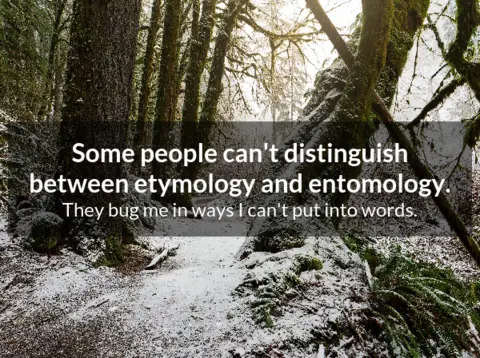 Some people can't distinguish
between etymology and entomology.
They bug me in ways I can't put into words.